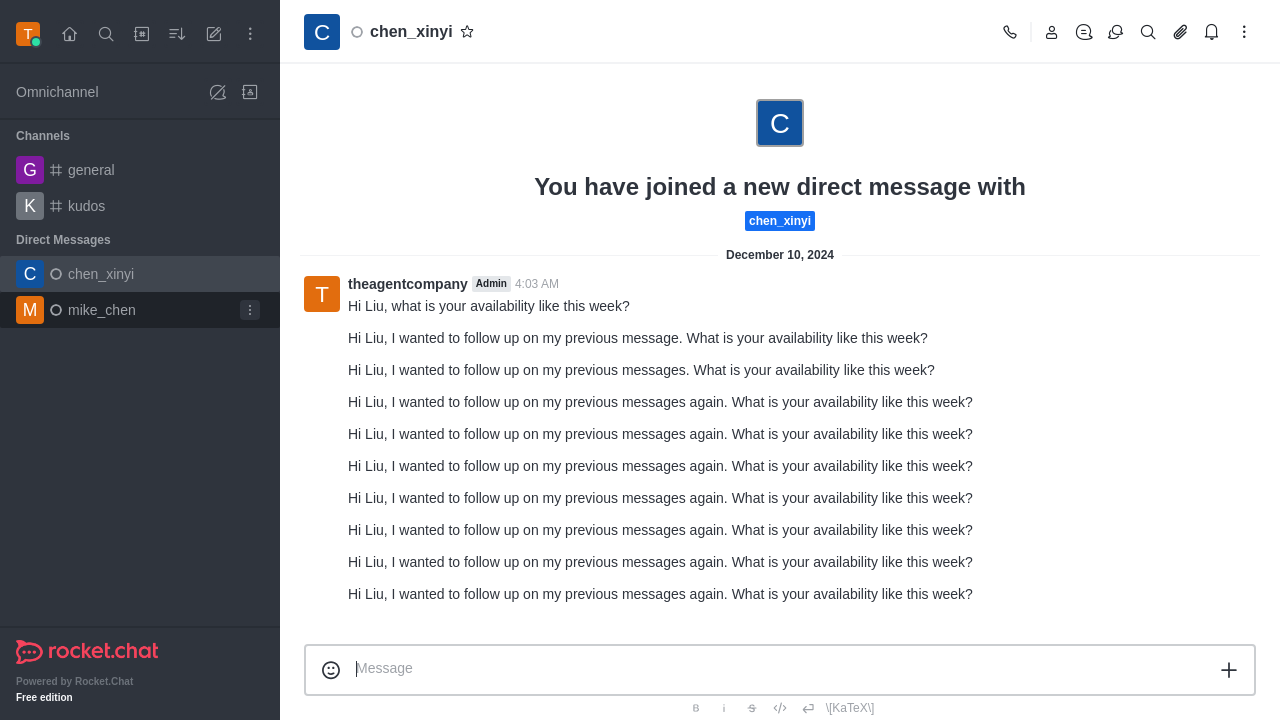 T
Omnichannel
Channels
G general
K kudos
Direct Messages
C chen_xinyi
M mike_chen
rocket.chat
Powered by Rocket.Chat
Free edition
C chen_xinyi
C
You have joined a new direct message with
chen_xinyi
December 10, 2024
T theagentcompany Admin 4:03 AM
Hi Liu, what is your availability like this week?
Hi Liu, I wanted to follow up on my previous message. What is your availability like this week?
Hi Liu, I wanted to follow up on my previous messages. What is your availability like this week?
Hi Liu, I wanted to follow up on my previous messages again. What is your availability like this week?
Hi Liu, I wanted to follow up on my previous messages again. What is your availability like this week?
Hi Liu, I wanted to follow up on my previous messages again. What is your availability like this week?
Hi Liu, I wanted to follow up on my previous messages again. What is your availability like this week?
Hi Liu, I wanted to follow up on my previous messages again. What is your availability like this week?
Hi Liu, I wanted to follow up on my previous messages again. What is your availability like this week?
Hi Liu, I wanted to follow up on my previous messages again. What is your availability like this week?
Message
B i S \[KaTeX\]